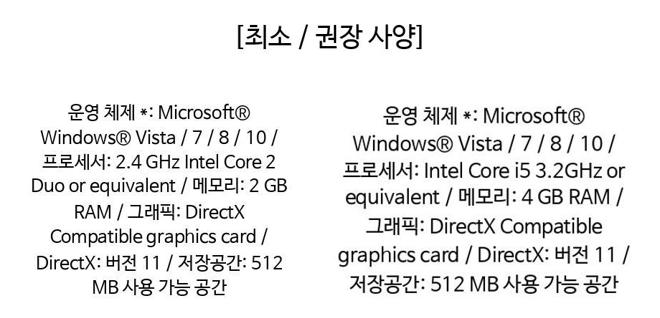 [최소 / 권장 사양]
운영 체제 *: Microsoft®
Windows® Vista / 7 / 8 / 10 /
프로세서: 2.4 GHz Intel Core 2
Duo or equivalent / 메모리: 2 GB
RAM / 그래픽: DirectX
Compatible graphics card /
DirectX: 버전 11 / 저장공간: 512
MB 사용 가능 공간
운영 체제 *: Microsoft®
Windows® Vista / 7 / 8 / 10 /
프로세서: Intel Core i5 3.2GHz or
equivalent / 메모리: 4 GB RAM /
그래픽: DirectX Compatible
graphics card / DirectX: 버전 11 /
저장공간: 512 MB 사용 가능 공간